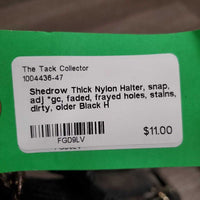 The Tack Collector
1004436-47
Shedrow Thick Nylon Halter, snap,
adj *gc, faded, frayed holes, stains,
dirty, older Black H
$11.00
FGD9LV